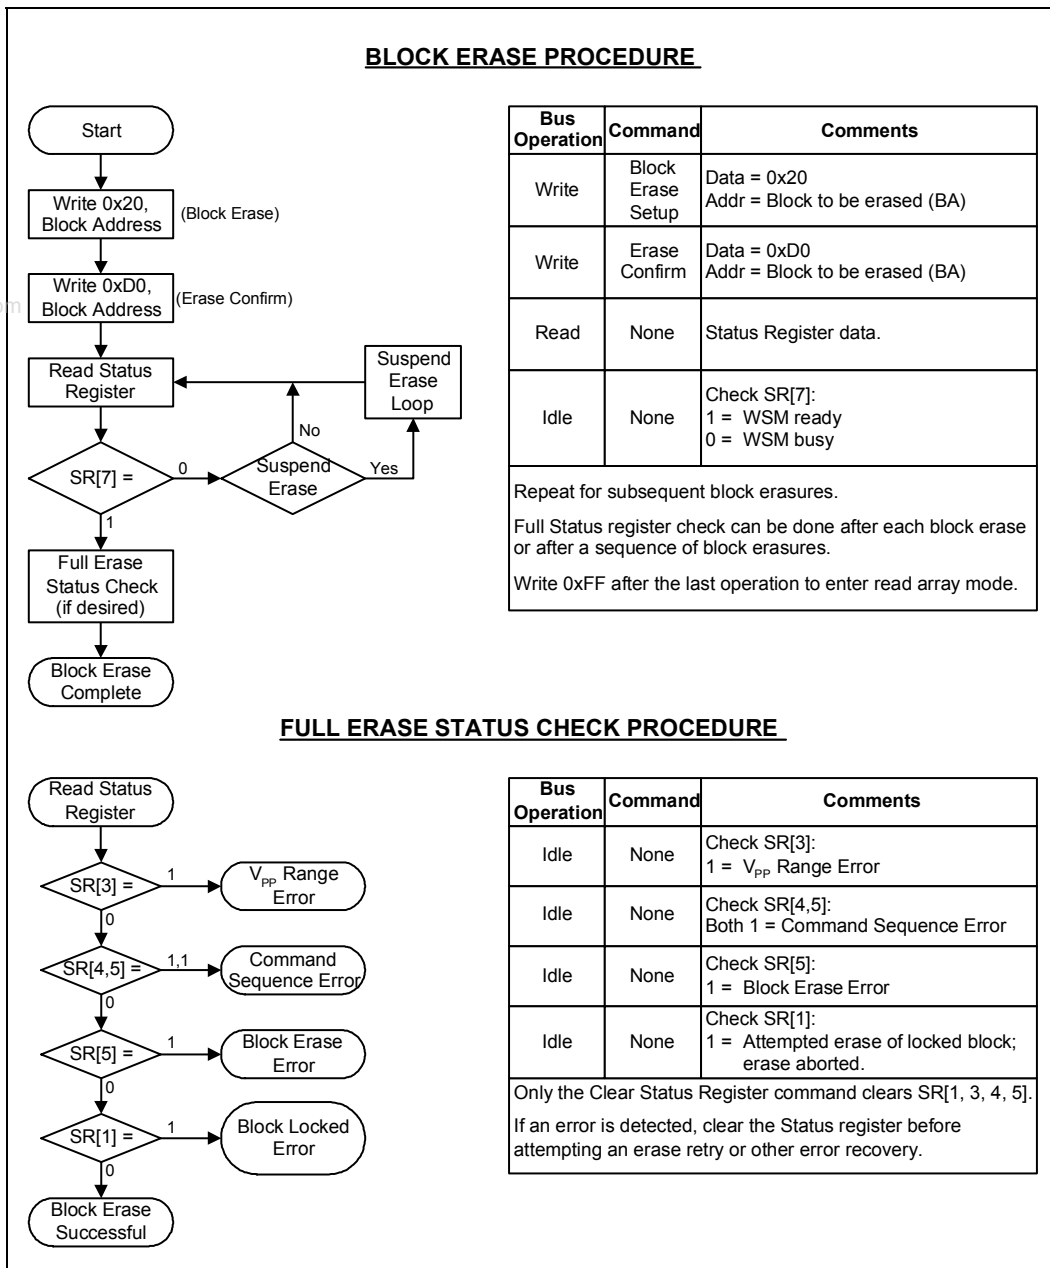 BLOCK ERASE PROCEDURE
Start
Write 0x20,
Block Address
(Block Erase)
Write 0xD0,
Block Address
(Erase Confirm)
om
Read Status
Register
Suspend
Erase
Loop
No
SR[7] =
0
Suspend
Erase
Yes
1
Full Erase
Status Check
(if desired)
Block Erase
Complete
Bus
Operation
Command
Comments
Write
Block
Erase
Setup
Data = 0x20
Addr = Block to be erased (BA)
Write
Erase
Confirm
Data = 0xD0
Addr = Block to be erased (BA)
Read
None
Status Register data.
Idle
None
Check SR[7]:
1 = WSM ready
0 = WSM busy
Repeat for subsequent block erasures.
Full Status register check can be done after each block erase
or after a sequence of block erasures.
Write 0xFF after the last operation to enter read array mode.
FULL ERASE STATUS CHECK PROCEDURE
Read Status
Register
SR[3] =
1
VPP Range
Error
0
SR[4,5] =
1,1
Command
Sequence Error
0
SR[5] =
1
Block Erase
Error
0
SR[1] =
1
Block Locked
Error
0
Block Erase
Successful
Bus
Operation
Command
Comments
Idle
None
Check SR[3]:
1 = VPP Range Error
Idle
None
Check SR[4,5]:
Both 1 = Command Sequence Error
Idle
None
Check SR[5]:
1 = Block Erase Error
Idle
None
Check SR[1]:
1 = Attempted erase of locked block;
erase aborted.
Only the Clear Status Register command clears SR[1, 3, 4, 5].
If an error is detected, clear the Status register before
attempting an erase retry or other error recovery.